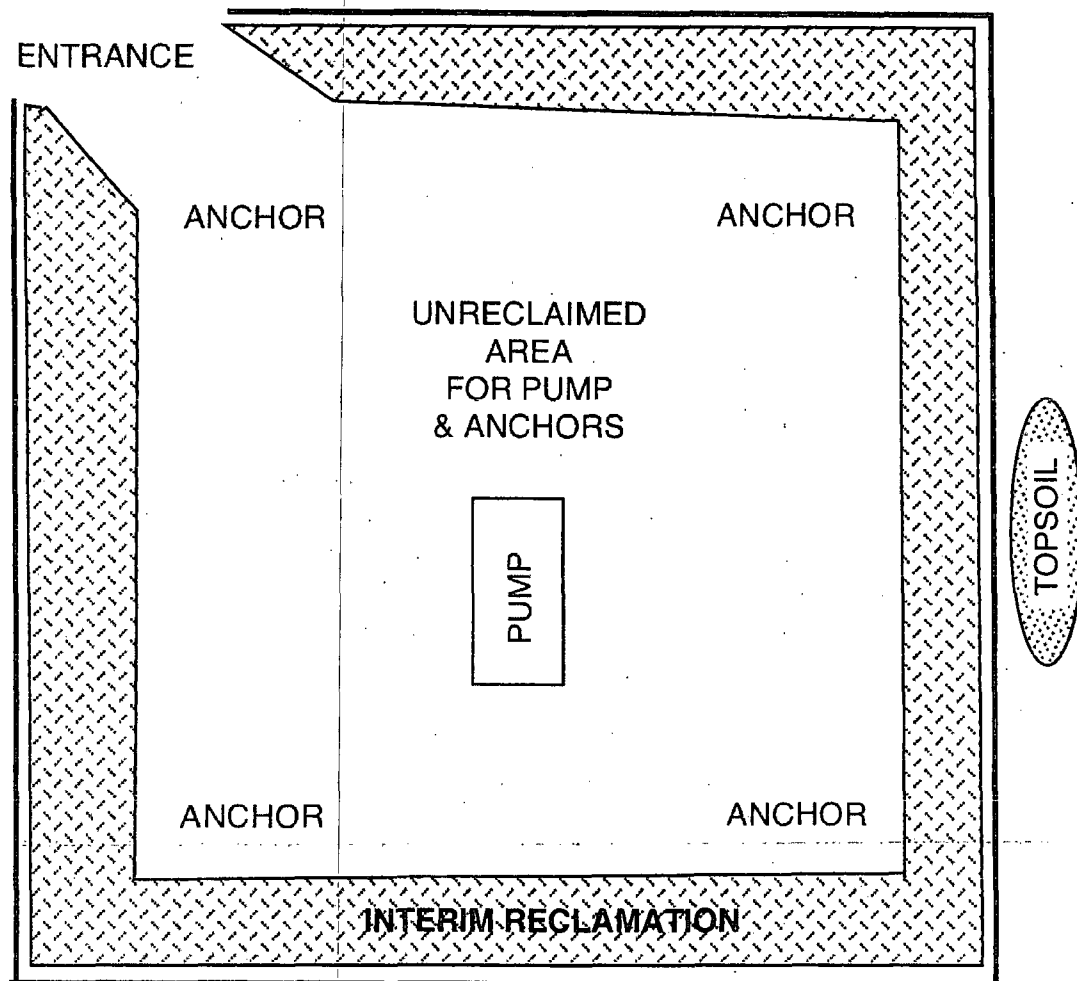 ENTRANCE
ANCHOR
ANCHOR
UNRECLAIMED
AREA
FOR PUMP
& ANCHORS
TOPSOIL
PUMP
ANCHOR
ANCHOR
INTERIM RECLAMATION